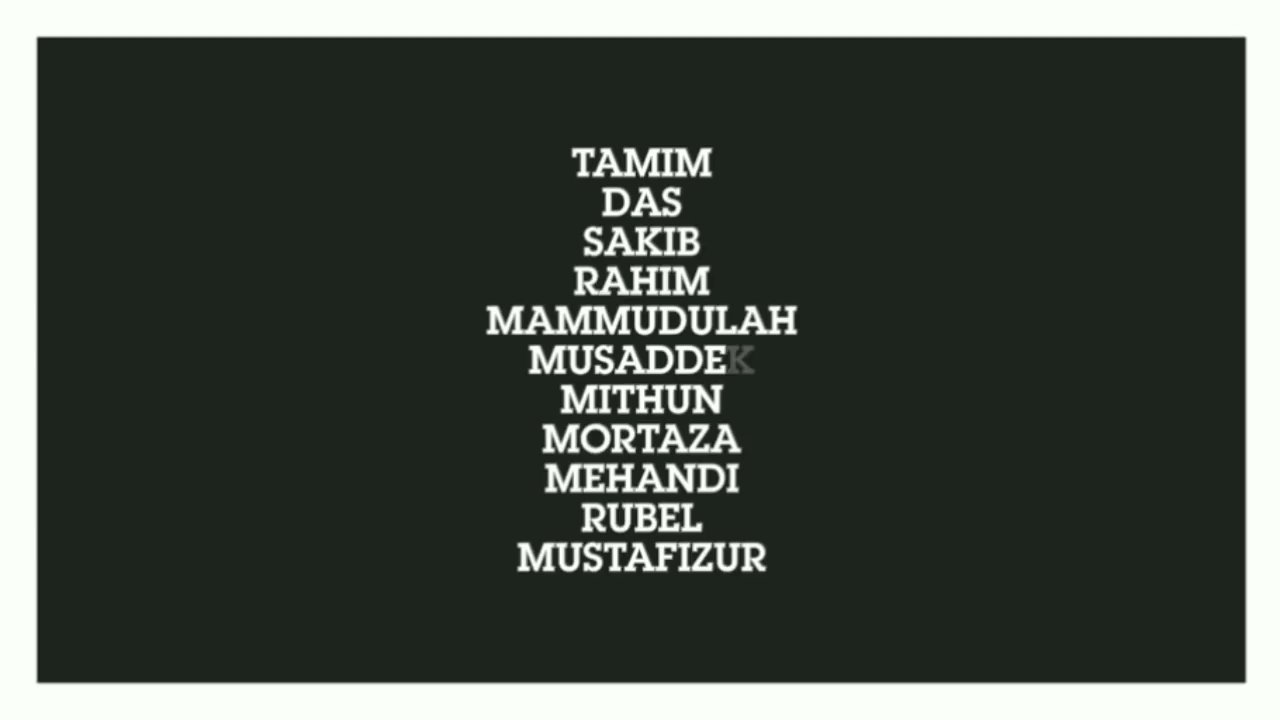 TAMIM
DAS
SAKIB
RAHIM
MAMMUDULAH
MUSADDEK
MITHUN
MORTAZA
MEHANDI
RUBEL
MUSTAFIZUR